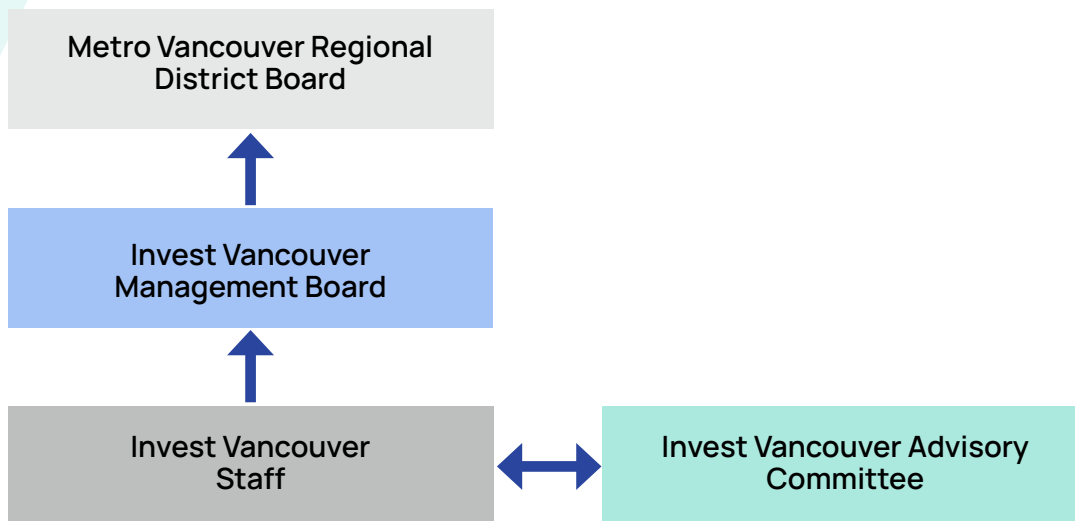 Metro Vancouver Regional
District Board
Invest Vancouver
Management Board
Invest Vancouver
Staff
Invest Vancouver Advisory
Committee